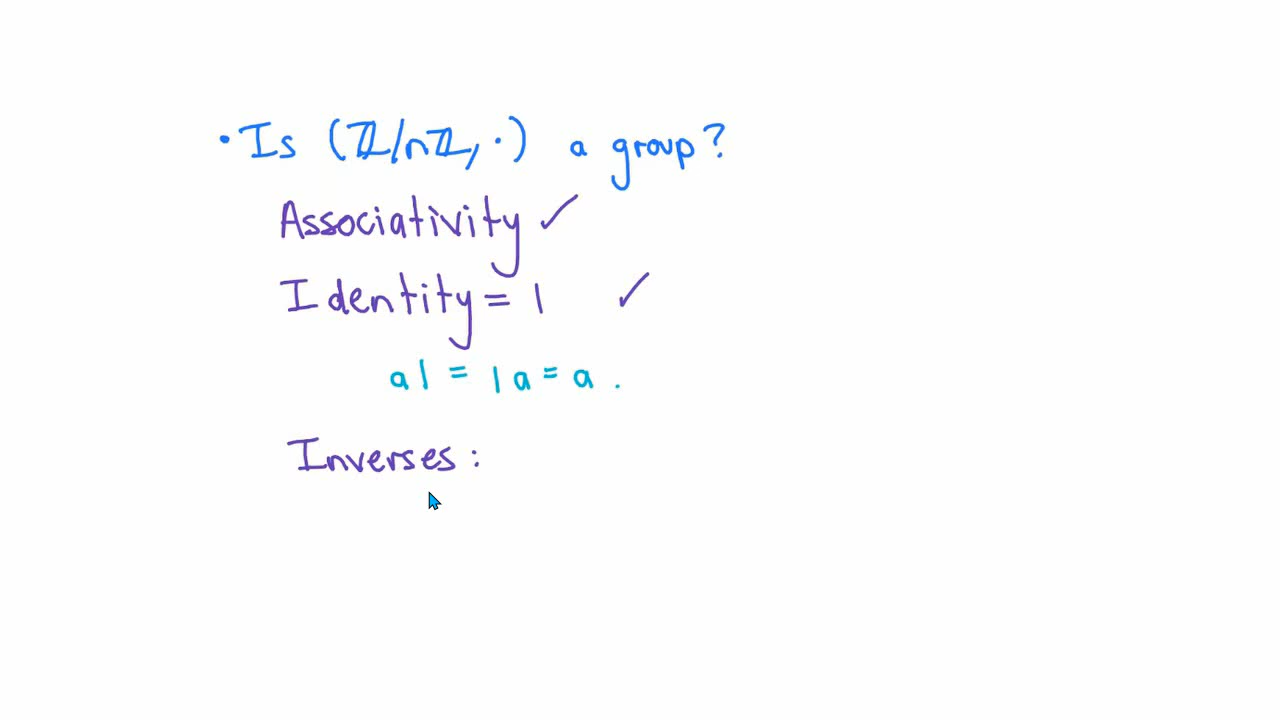 • Is (ℤ/nℤ, ·) a group?
Associativity ✓
Identity = 1 ✓
a1 = 1a = a .
Inverses :